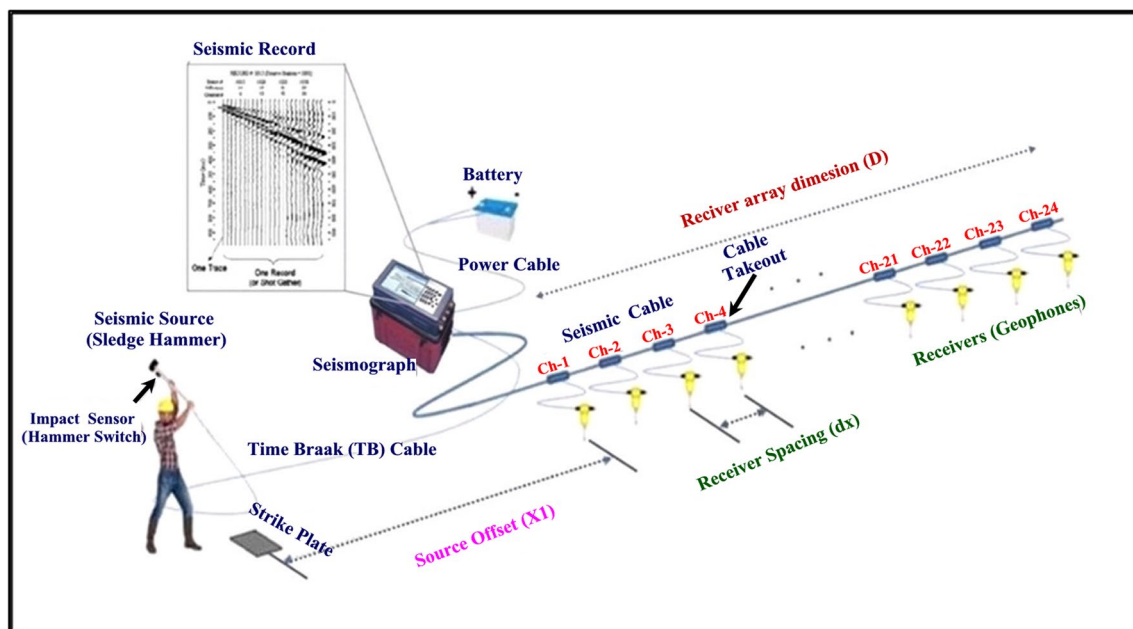 Seismic Record
One Trace
One Record
(or Shot Gather)
Battery
+ -
Power Cable
Reciver array dimesion (D)
Seismic Source
(Sledge Hammer)
Impact Sensor
(Hammer Switch)
Seismograph
Seismic Cable
Cable
Takeout
Ch-1
Ch-2
Ch-3
Ch-4
Ch-21
Ch-22
Ch-23
Ch-24
Receivers (Geophones)
Receiver Spacing (dx)
Time Braak (TB) Cable
Strike Plate
Source Offset (X1)